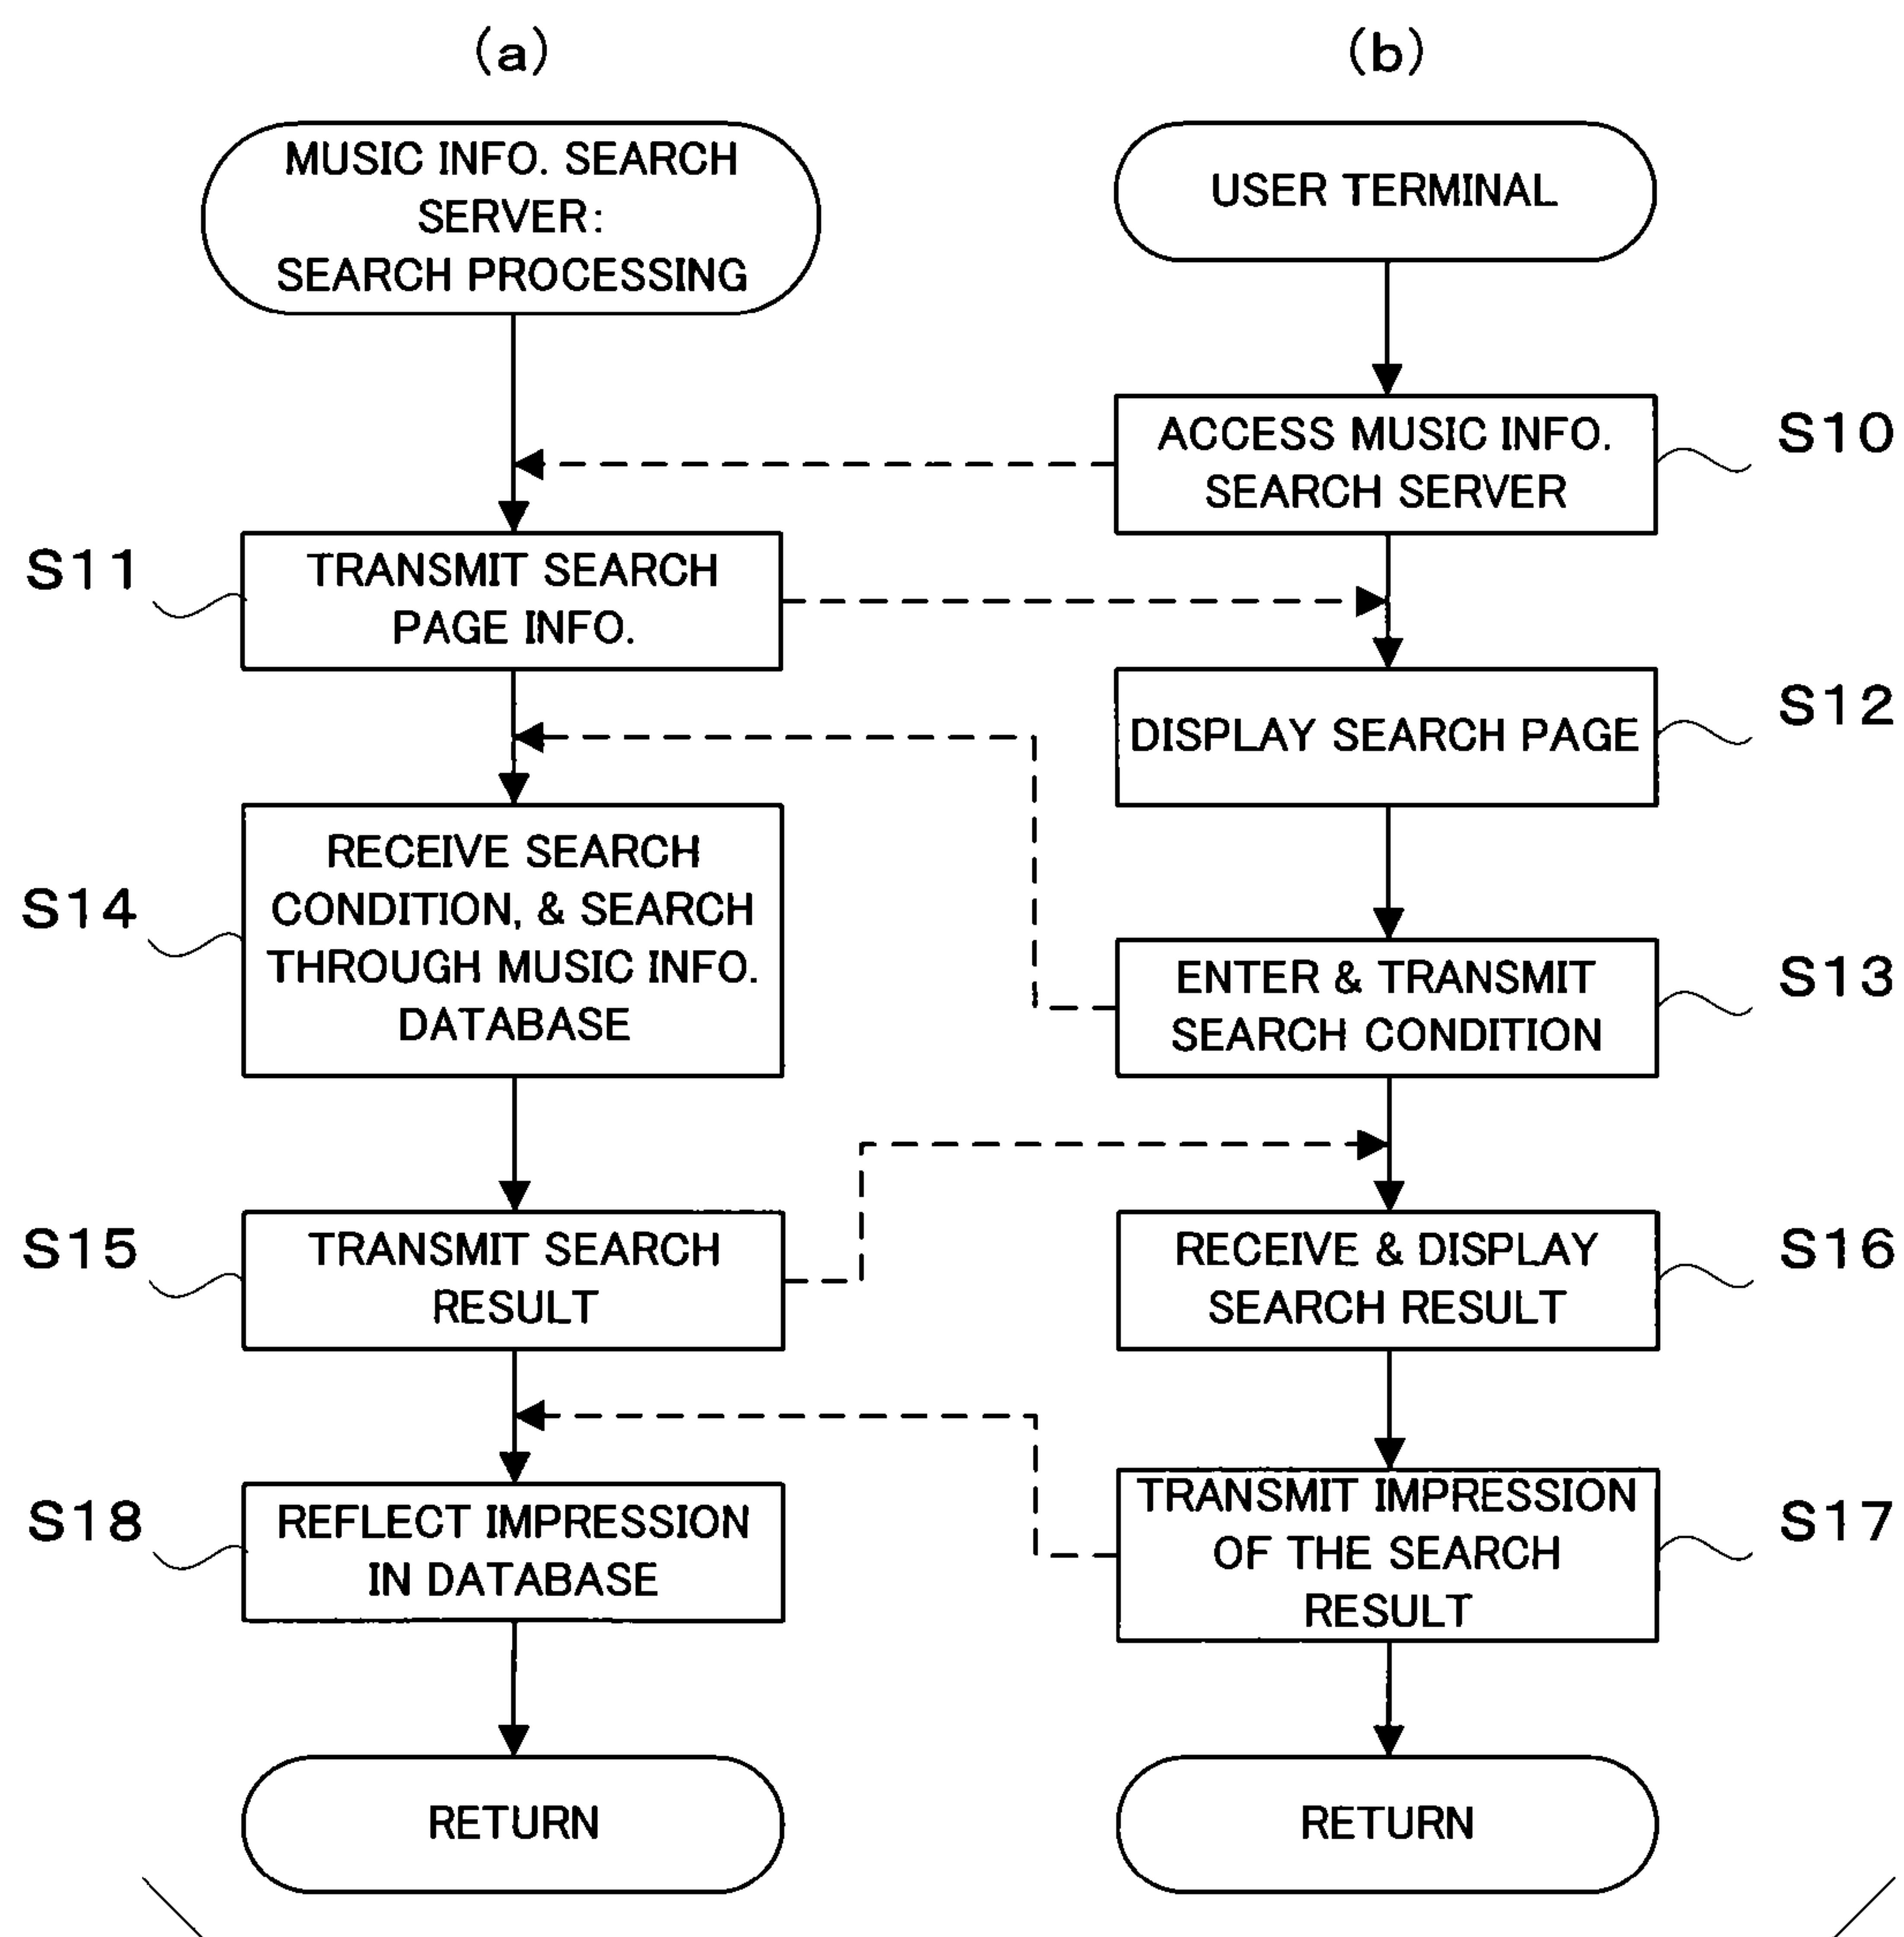 (a)
MUSIC INFO. SEARCH
SERVER:
SEARCH PROCESSING
S11
TRANSMIT SEARCH
PAGE INFO.
S14
RECEIVE SEARCH
CONDITION, & SEARCH
THROUGH MUSIC INFO.
DATABASE
S15
TRANSMIT SEARCH
RESULT
S18
REFLECT IMPRESSION
IN DATABASE
RETURN
(b)
USER TERMINAL
ACCESS MUSIC INFO.
SEARCH SERVER
S10
DISPLAY SEARCH PAGE
S12
ENTER & TRANSMIT
SEARCH CONDITION
S13
RECEIVE & DISPLAY
SEARCH RESULT
S16
TRANSMIT IMPRESSION
OF THE SEARCH
RESULT
S17
RETURN